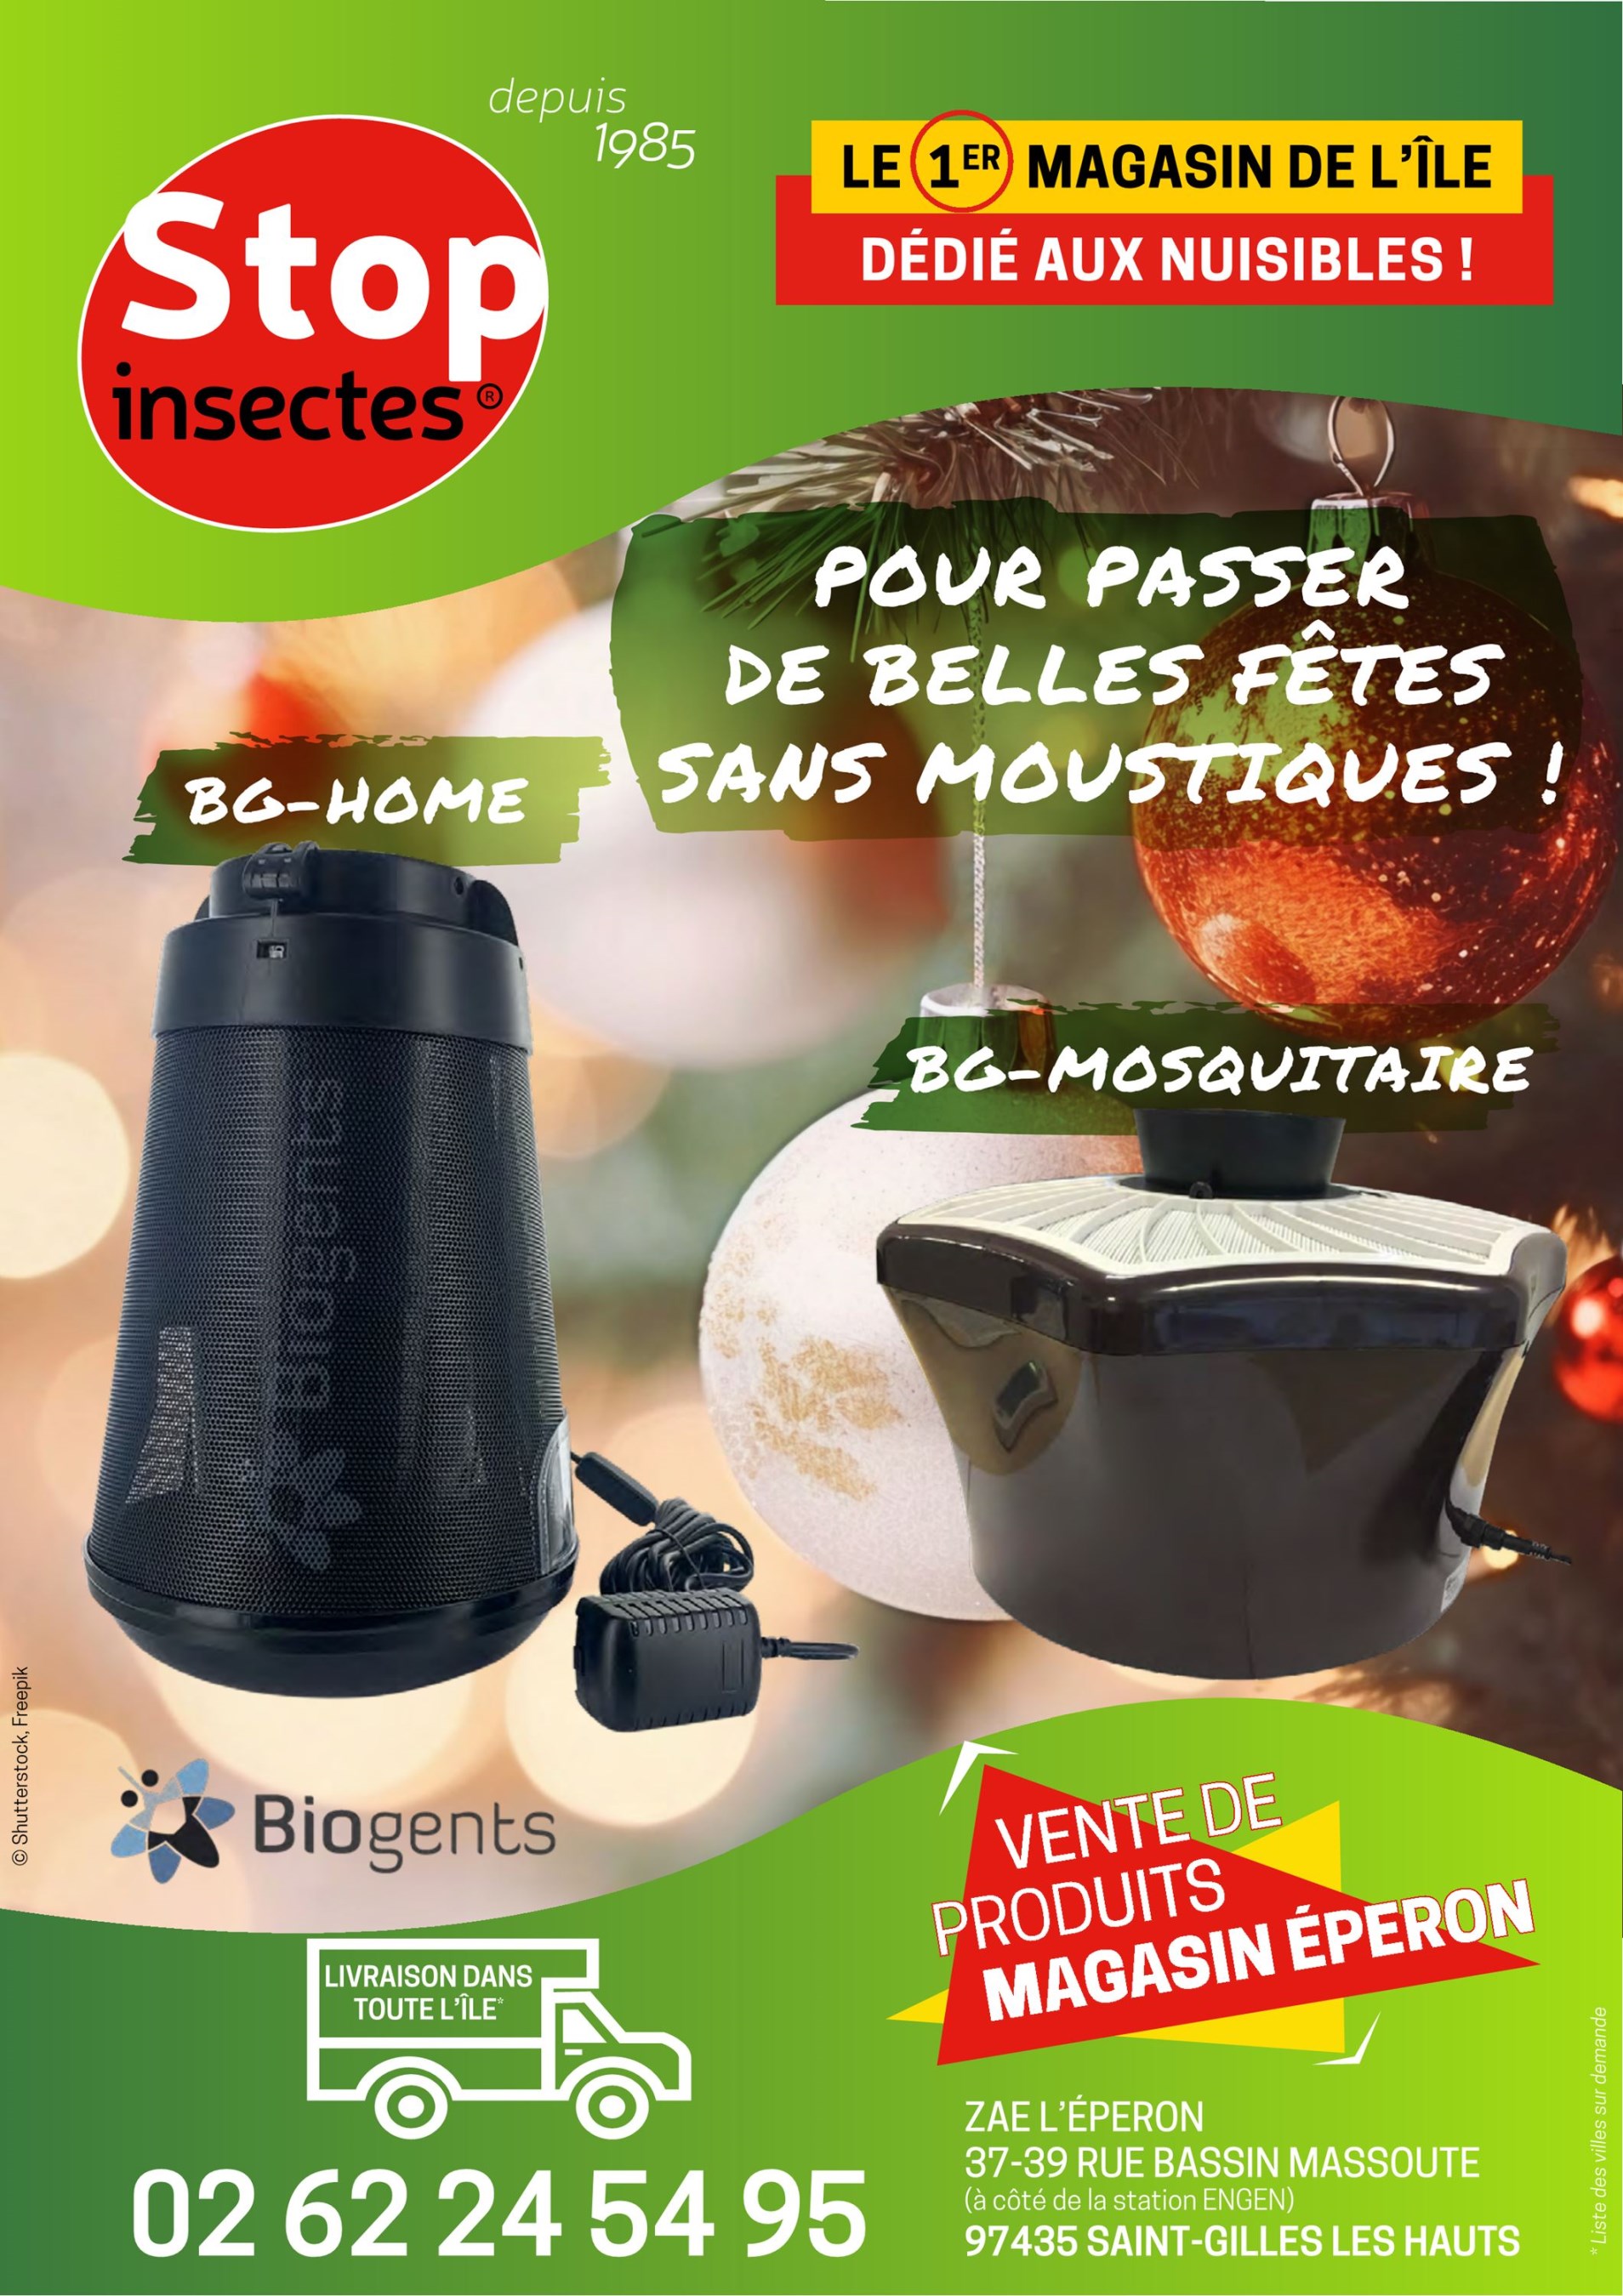 depuis
1985
Stop
insectes®
LE 1ER MAGASIN DE L'ÎLE
DÉDIÉ AUX NUISIBLES !
POUR PASSER
DE BELLES FÊTES
SANS MOUSTIQUES !
BG-HOME
BG-MOSQUITAIRE
Biogents
© Shutterstock, Freepik
Biogents
VENTE DE
PRODUITS
MAGASIN ÉPERON
LIVRAISON DANS
TOUTE L'ÎLE*
02 62 24 54 95
ZAE L'ÉPERON
37-39 RUE BASSIN MASSOUTE
(à côté de la station ENGEN)
97435 SAINT-GILLES LES HAUTS
* Liste des villes sur demande